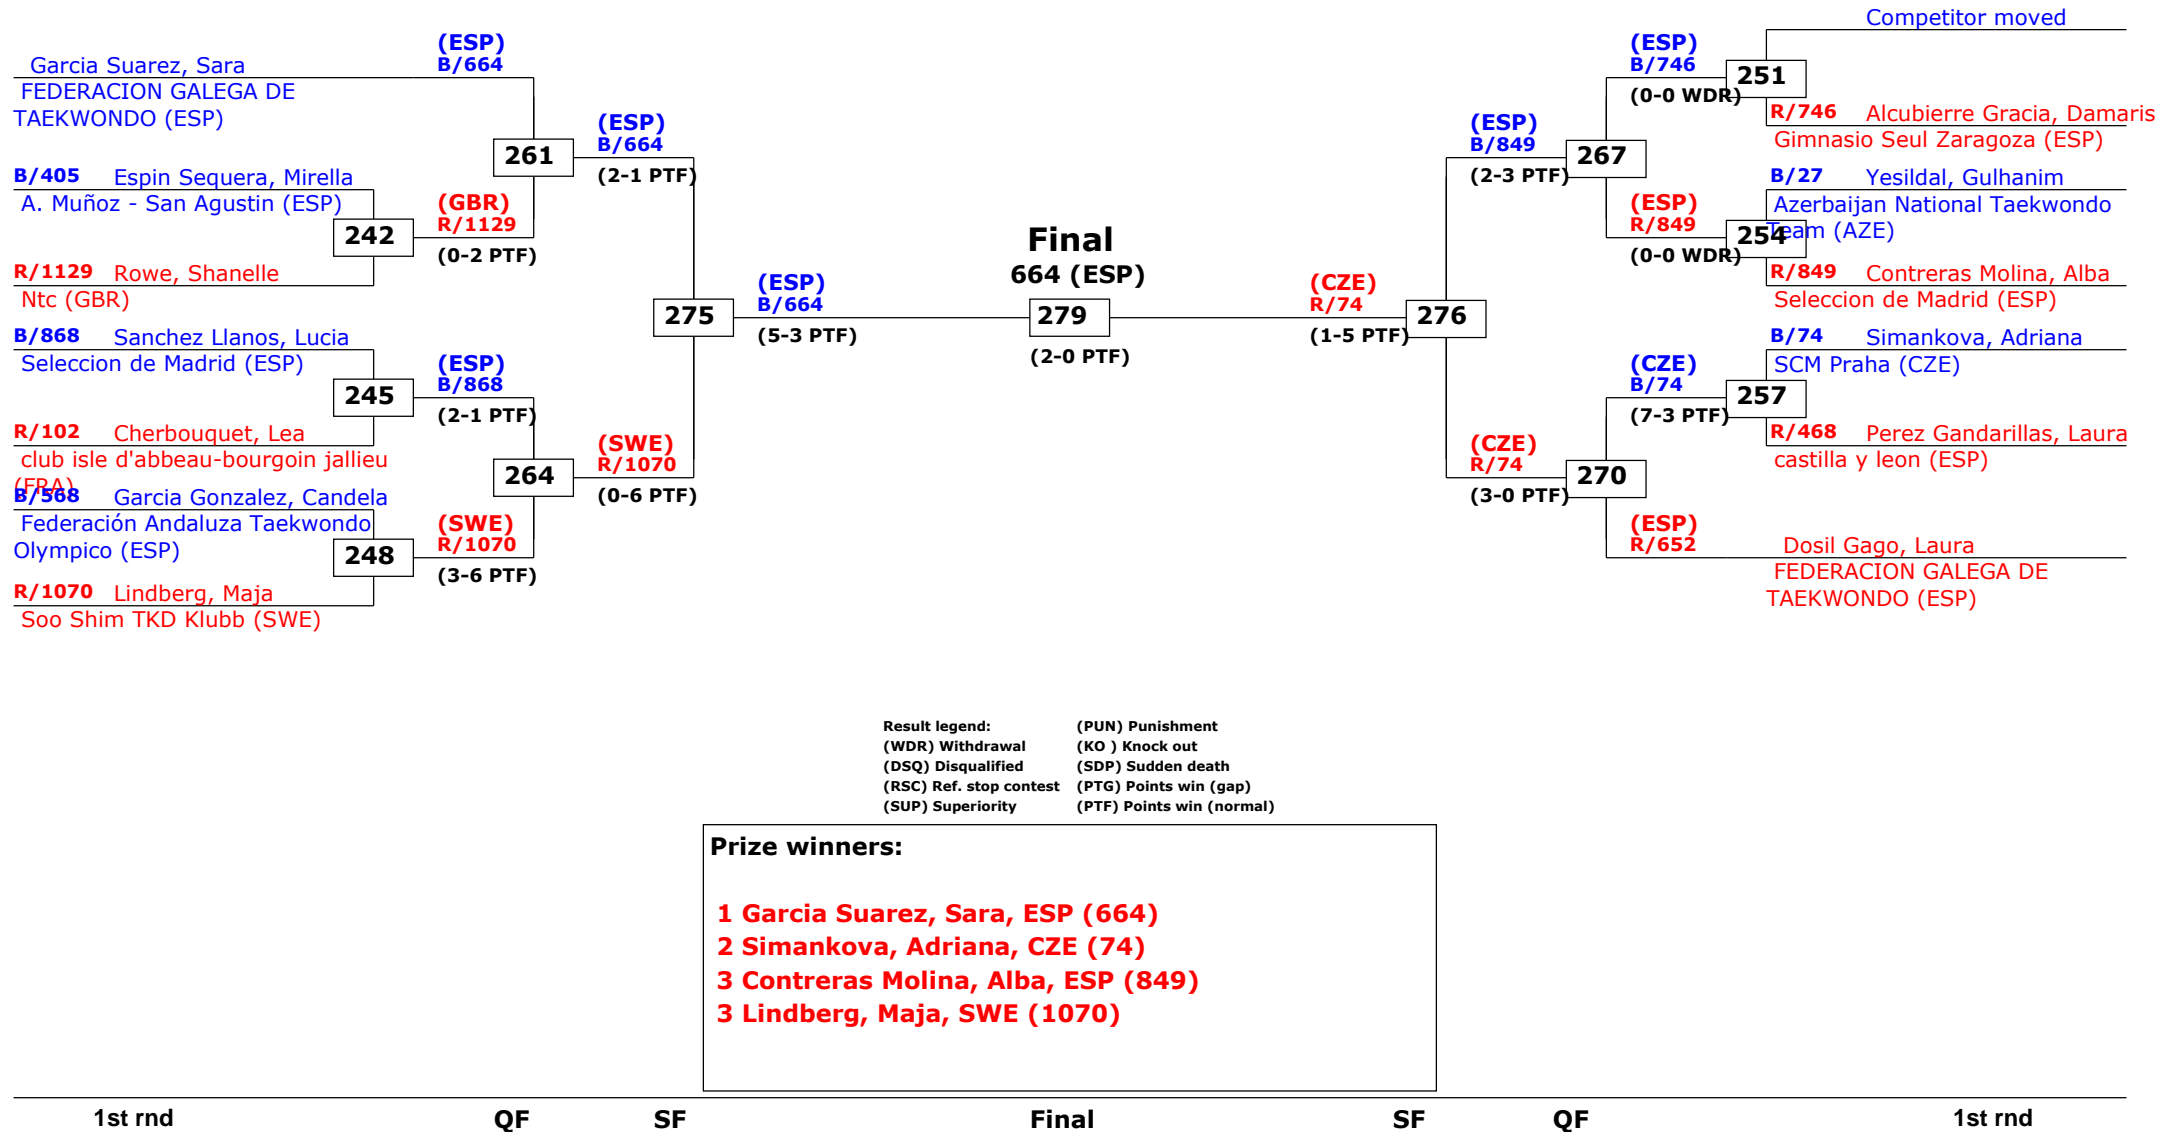 Garcia Suarez, Sara
FEDERACION GALEGA DE
TAEKWONDO (ESP)
B/405 Espin Sequera, Mirella
A. Muñoz - San Agustin (ESP)
242
R/1129 Rowe, Shanelle
Ntc (GBR)
B/868 Sanchez Llanos, Lucia
Seleccion de Madrid (ESP)
245
R/102 Cherbouquet, Lea
club isle d'abbeau-bourgoin jallieu
(FRA)
B/568 Garcia Gonzalez, Candela
Federación Andaluza Taekwondo
Olympico (ESP)
248
R/1070 Lindberg, Maja
Soo Shim TKD Klubb (SWE)
(ESP)
B/664
261
(GBR)
R/1129
(0-2 PTF)
(ESP)
B/868
(2-1 PTF)
264
(SWE)
R/1070
(3-6 PTF)
(ESP)
B/664
(2-1 PTF)
275
(SWE)
R/1070
(0-6 PTF)
(ESP)
B/664
(5-3 PTF)
Final
664 (ESP)
279
(2-0 PTF)
(CZE)
R/74
(1-5 PTF)
276
(ESP)
B/849
(2-3 PTF)
267
(CZE)
R/74
(3-0 PTF)
270
(ESP)
B/746
(0-0 WDR)
251
(ESP)
R/849
(0-0 WDR)
254
(CZE)
B/74
(7-3 PTF)
257
(ESP)
R/652
Competitor moved
R/746 Alcubierre Gracia, Damaris
Gimnasio Seul Zaragoza (ESP)
B/27 Yesildal, Gulhanim
Azerbaijan National Taekwondo
Team (AZE)
R/849 Contreras Molina, Alba
Seleccion de Madrid (ESP)
B/74 Simankova, Adriana
SCM Praha (CZE)
R/468 Perez Gandarillas, Laura
castilla y leon (ESP)
Dosil Gago, Laura
FEDERACION GALEGA DE
TAEKWONDO (ESP)
Result legend: (PUN) Punishment
(WDR) Withdrawal (KO ) Knock out
(DSQ) Disqualified (SDP) Sudden death
(RSC) Ref. stop contest (PTG) Points win (gap)
(SUP) Superiority (PTF) Points win (normal)
Prize winners:
1 Garcia Suarez, Sara, ESP (664)
2 Simankova, Adriana, CZE (74)
3 Contreras Molina, Alba, ESP (849)
3 Lindberg, Maja, SWE (1070)
1st rnd QF SF Final SF QF 1st rnd